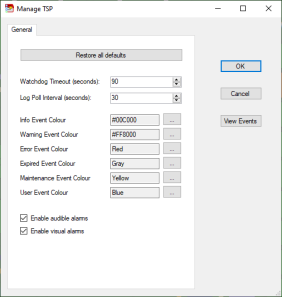 Manage TSP
General
Restore all defaults
OK
Watchdog Timeout (seconds): 90
Log Poll Interval (seconds): 30
Cancel
Info Event Colour #00C000 ...
View Events
Warning Event Colour #FF8000 ...
Error Event Colour Red ...
Expired Event Colour Gray ...
Maintenance Event Colour Yellow ...
User Event Colour Blue ...
Enable audible alarms
Enable visual alarms